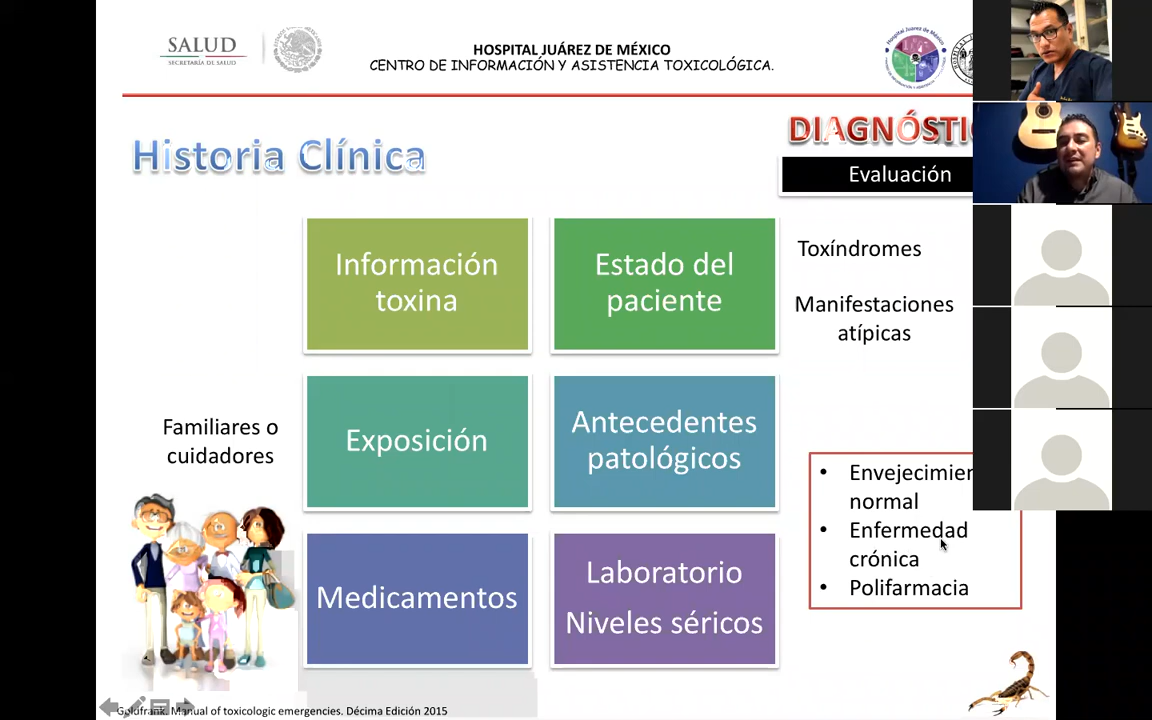 SALUD
SECRETARÍA DE SALUD
HOSPITAL JUÁREZ DE MÉXICO
CENTRO DE INFORMACIÓN Y ASISTENCIA TOXICOLÓGICA.
Historia Clínica
Evaluación
Información
toxina
Estado del
paciente
Toxíndromes
Manifestaciones
atípicas
Familiares o
cuidadores
Exposición
Antecedentes
patológicos
• Envejecimien
normal
• Enfermedad
crónica
• Polifarmacia
Medicamentos
Laboratorio
Niveles séricos
Goldfrank. Manual of toxicologic emergencies. Décima Edición 2015